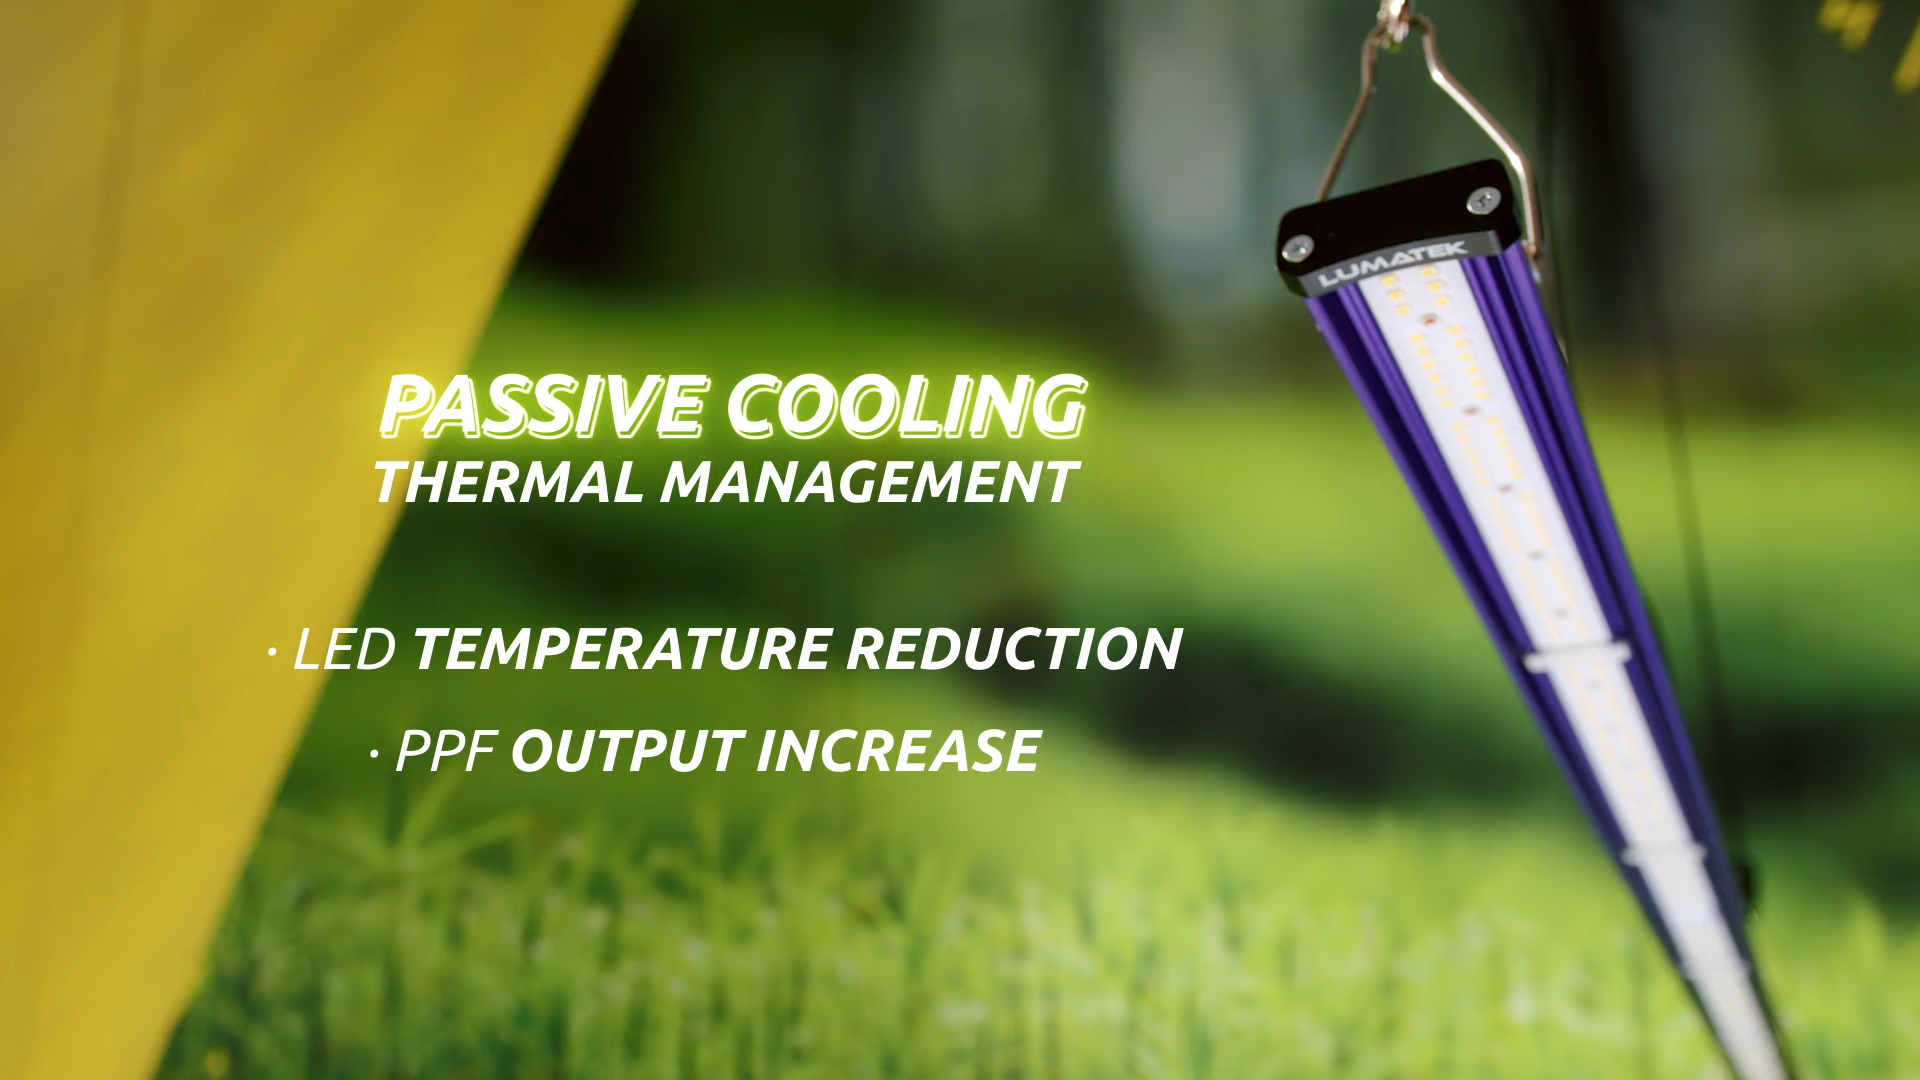 LUMATEK
PASSIVE COOLING
THERMAL MANAGEMENT
· LED TEMPERATURE REDUCTION
· PPF OUTPUT INCREASE